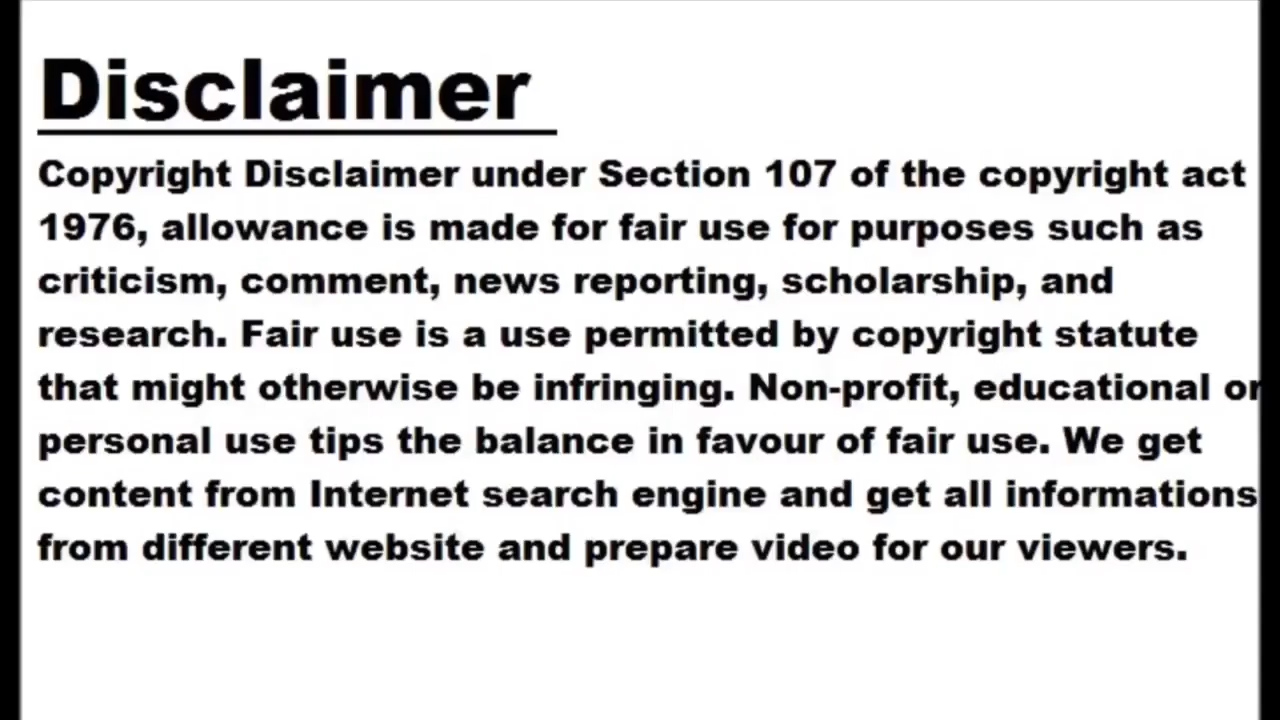 Disclaimer
Copyright Disclaimer under Section 107 of the copyright act
1976, allowance is made for fair use for purposes such as
criticism, comment, news reporting, scholarship, and
research. Fair use is a use permitted by copyright statute
that might otherwise be infringing. Non-profit, educational or
personal use tips the balance in favour of fair use. We get
content from Internet search engine and get all informations
from different website and prepare video for our viewers.